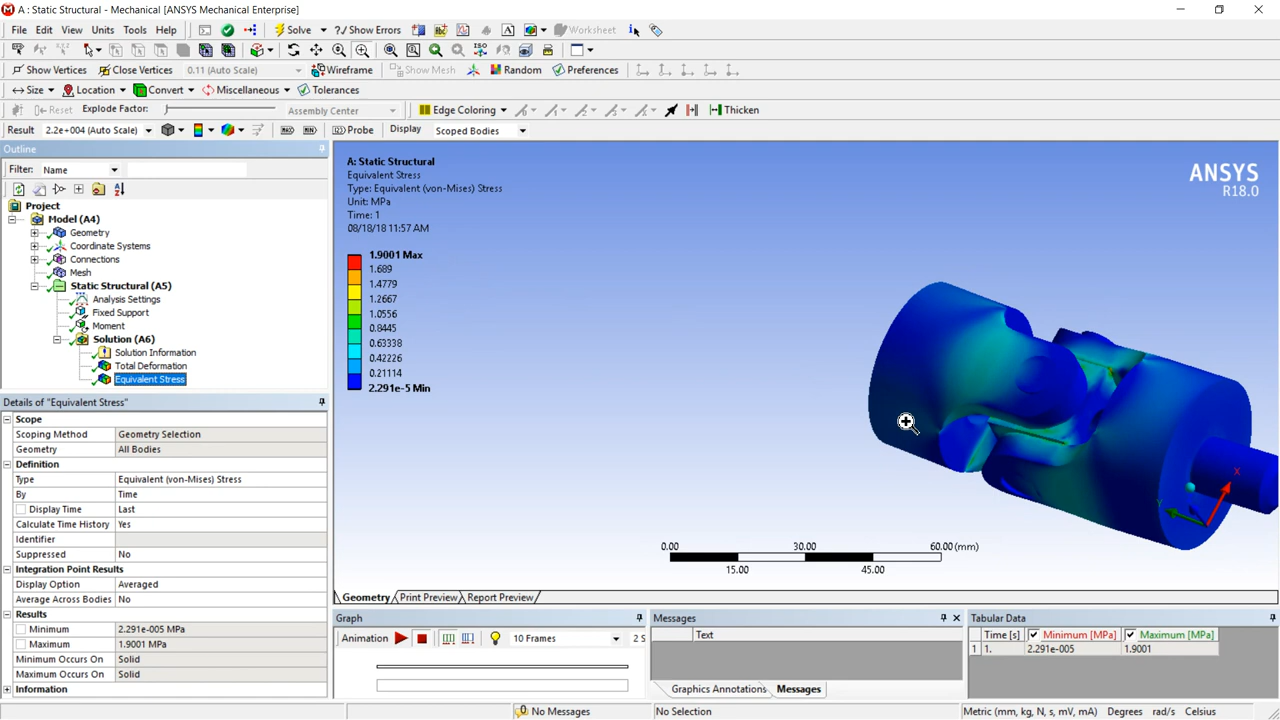 A : Static Structural - Mechanical [ANSYS Mechanical Enterprise]
File Edit View Units Tools Help Solve ?/ Show Errors Worksheet
Show Vertices Close Vertices 0.11 (Auto Scale) Wireframe Show Mesh Random Preferences
Size Location Convert Miscellaneous Tolerances
Reset Explode Factor: Assembly Center Edge Coloring Thicken
Result 2.2e+004 (Auto Scale) Probe Display Scoped Bodies
Outline
Filter: Name
Project
Model (A4)
Geometry
Coordinate Systems
Connections
Mesh
Static Structural (A5)
Analysis Settings
Fixed Support
Moment
Solution (A6)
Solution Information
Total Deformation
Equivalent Stress
Details of "Equivalent Stress"
Scope
Scoping Method Geometry Selection
Geometry All Bodies
Definition
Type Equivalent (von-Mises) Stress
By Time
Display Time Last
Calculate Time History Yes
Identifier
Suppressed No
Integration Point Results
Display Option Averaged
Average Across Bodies No
Results
Minimum 2.291e-005 MPa
Maximum 1.9001 MPa
Minimum Occurs On Solid
Maximum Occurs On Solid
Information
A: Static Structural
Equivalent Stress
Type: Equivalent (von-Mises) Stress
Unit: MPa
Time: 1
08/18/18 11:57 AM
1.9001 Max
1.689
1.4779
1.2667
1.0556
0.8445
0.63338
0.42226
0.21114
2.291e-5 Min
ANSYS
R18.0
X
Y
0.00 30.00 60.00 (mm)
15.00 45.00
Geometry Print Preview Report Preview
Graph
Animation 10 Frames 2 S
Messages
Text
Graphics Annotations Messages
Tabular Data
Time [s] Minimum [MPa] Maximum [MPa]
1 1. 2.291e-005 1.9001
No Messages No Selection Metric (mm, kg, N, s, mV, mA) Degrees rad/s Celsius